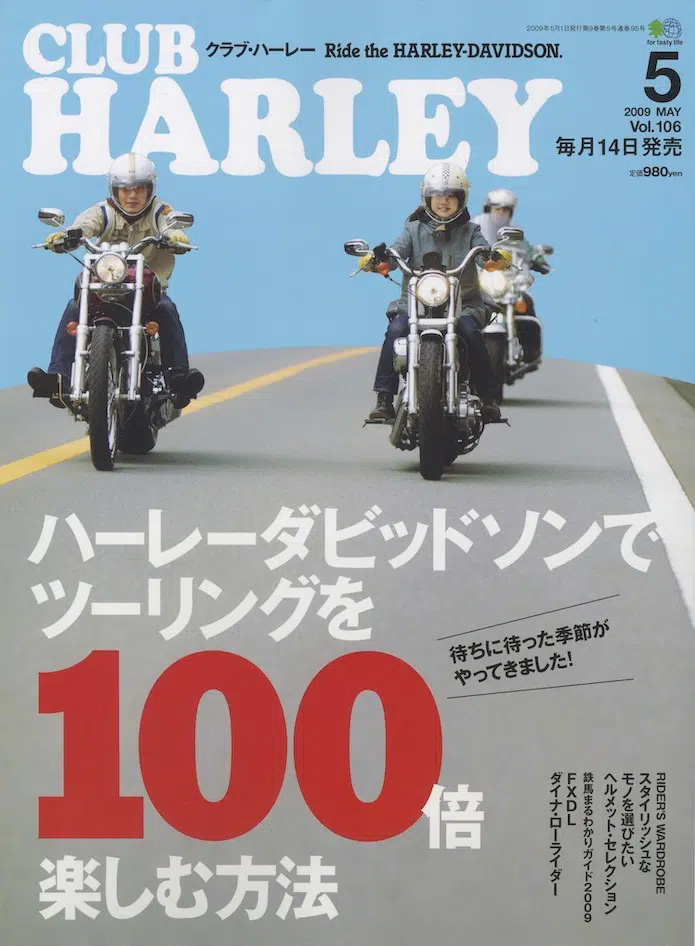 2009年5月1日発行第9巻第5号通巻95号
for tasty life
CLUB
クラブ・ハーレー Ride the HARLEY-DAVIDSON.
HARLEY
5
2009 MAY
Vol.106
毎月14日発売
定価980yen
ハーレーダビッドソンで
ツーリングを
100倍
楽しむ方法
待ちに待った季節が
やってきました!
RIDER'S WARDROBE
スタイリッシュな
モノを選びたい
ヘルメット・セレクション
鉄馬まるわかりガイド2009
FXDL
ダイナ・ローライダー